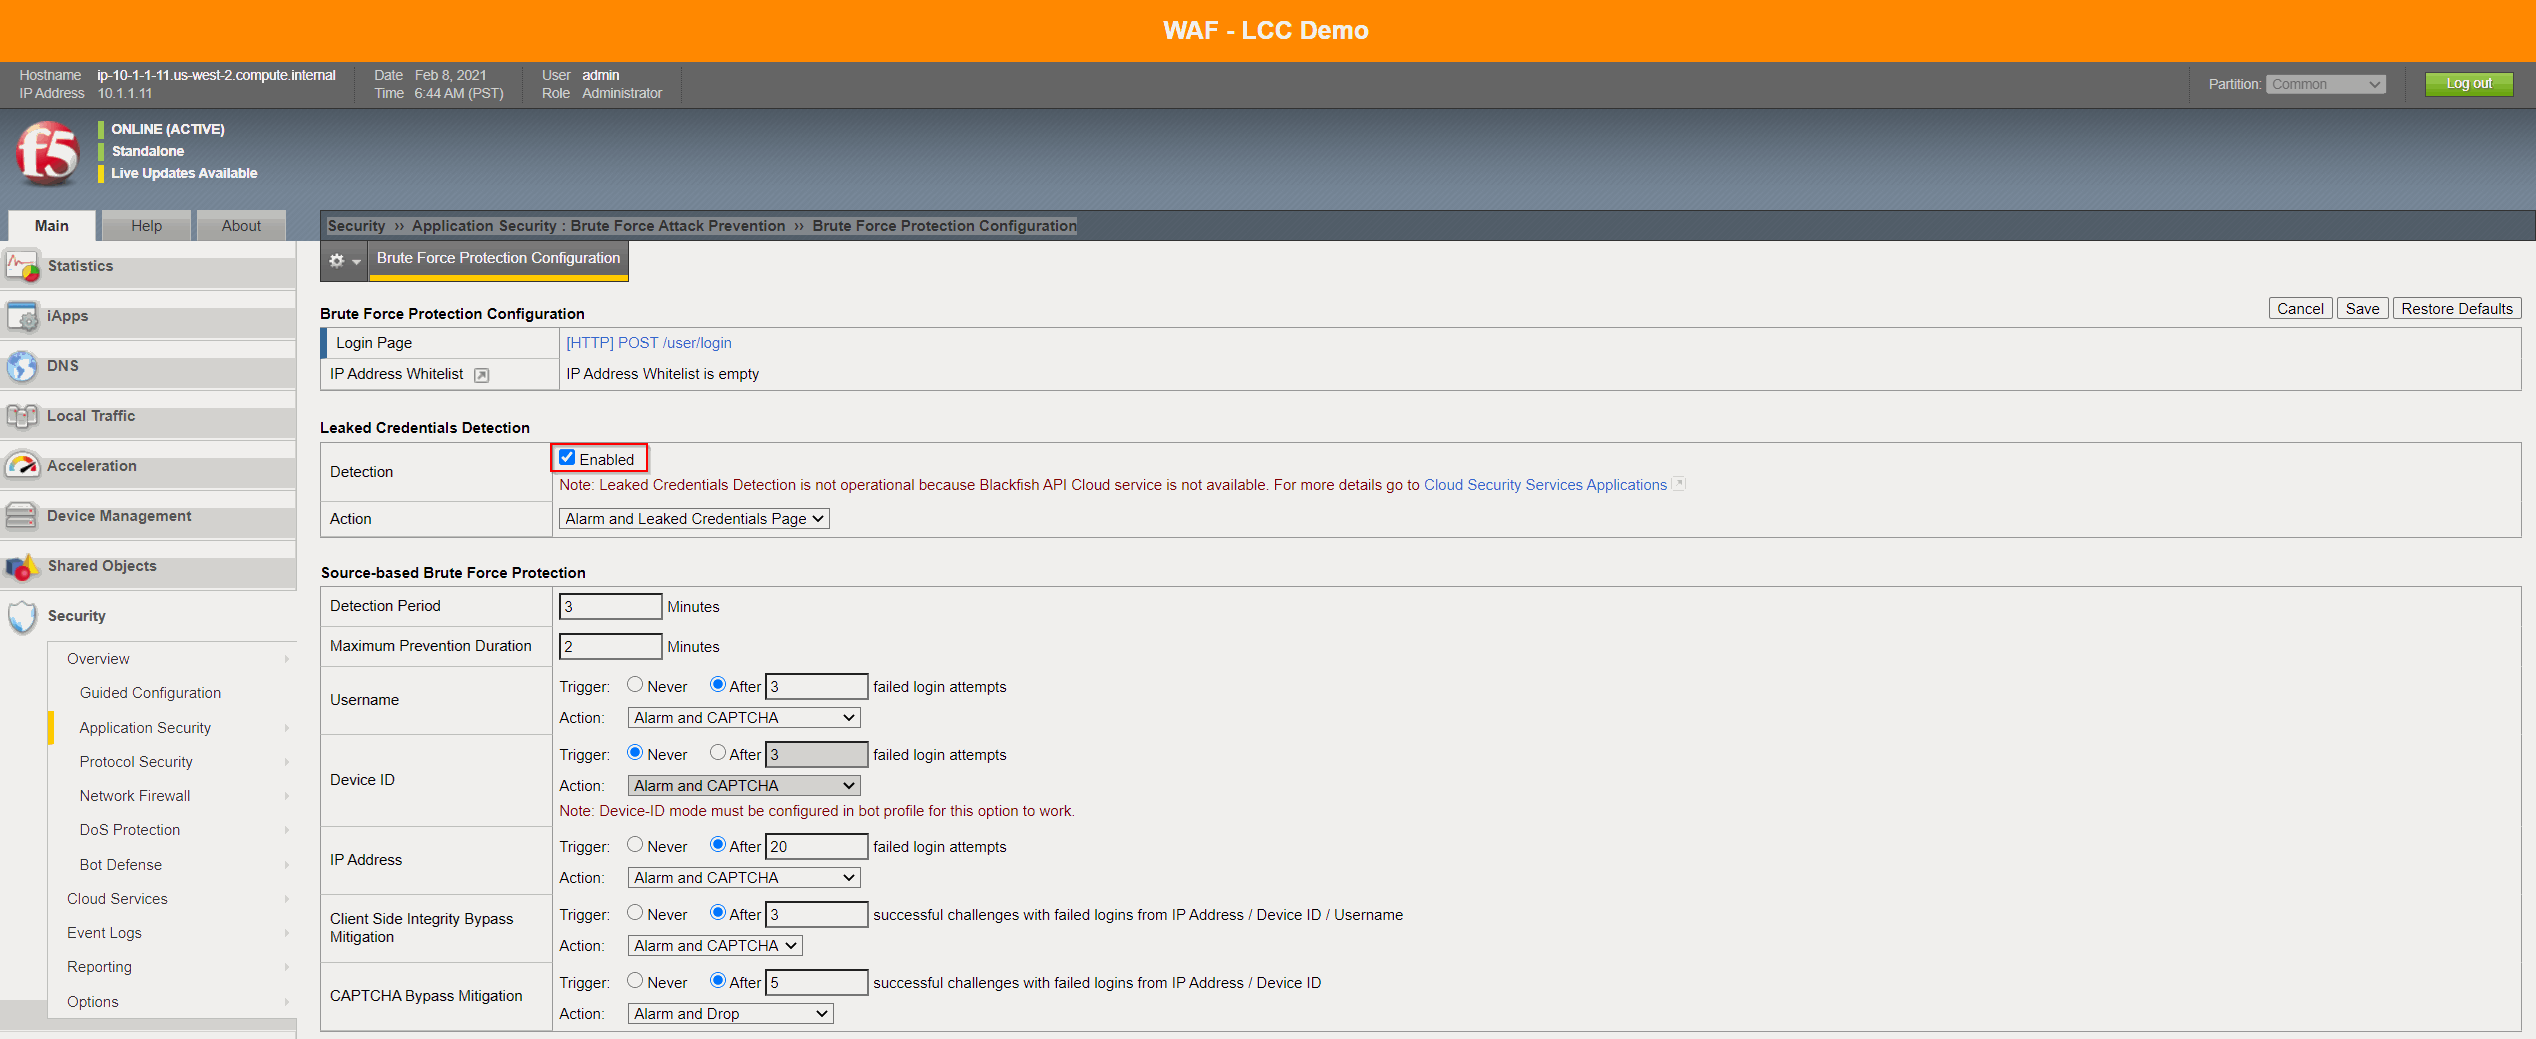 WAF - LCC Demo
Hostname ip-10-1-1-11.us-west-2.compute.internal Date Feb 8, 2021 User admin
IP Address 10.1.1.11 Time 6:44 AM (PST) Role Administrator
Partition: Common Log out
f5
ONLINE (ACTIVE)
Standalone
Live Updates Available
Main Help About
Security ›› Application Security : Brute Force Attack Prevention ›› Brute Force Protection Configuration
Brute Force Protection Configuration
Statistics
iApps
DNS
Local Traffic
Acceleration
Device Management
Shared Objects
Security
Overview
Guided Configuration
Application Security
Protocol Security
Network Firewall
DoS Protection
Bot Defense
Cloud Services
Event Logs
Reporting
Options
Brute Force Protection Configuration Cancel Save Restore Defaults
Login Page [HTTP] POST /user/login
IP Address Whitelist IP Address Whitelist is empty
Leaked Credentials Detection
Detection Enabled
Note: Leaked Credentials Detection is not operational because Blackfish API Cloud service is not available. For more details go to Cloud Security Services Applications
Action Alarm and Leaked Credentials Page
Source-based Brute Force Protection
Detection Period 3 Minutes
Maximum Prevention Duration 2 Minutes
Username Trigger: Never After 3 failed login attempts
Action: Alarm and CAPTCHA
Device ID Trigger: Never After 3 failed login attempts
Action: Alarm and CAPTCHA
Note: Device-ID mode must be configured in bot profile for this option to work.
IP Address Trigger: Never After 20 failed login attempts
Action: Alarm and CAPTCHA
Client Side Integrity Bypass Mitigation Trigger: Never After 3 successful challenges with failed logins from IP Address / Device ID / Username
Action: Alarm and CAPTCHA
CAPTCHA Bypass Mitigation Trigger: Never After 5 successful challenges with failed logins from IP Address / Device ID
Action: Alarm and Drop